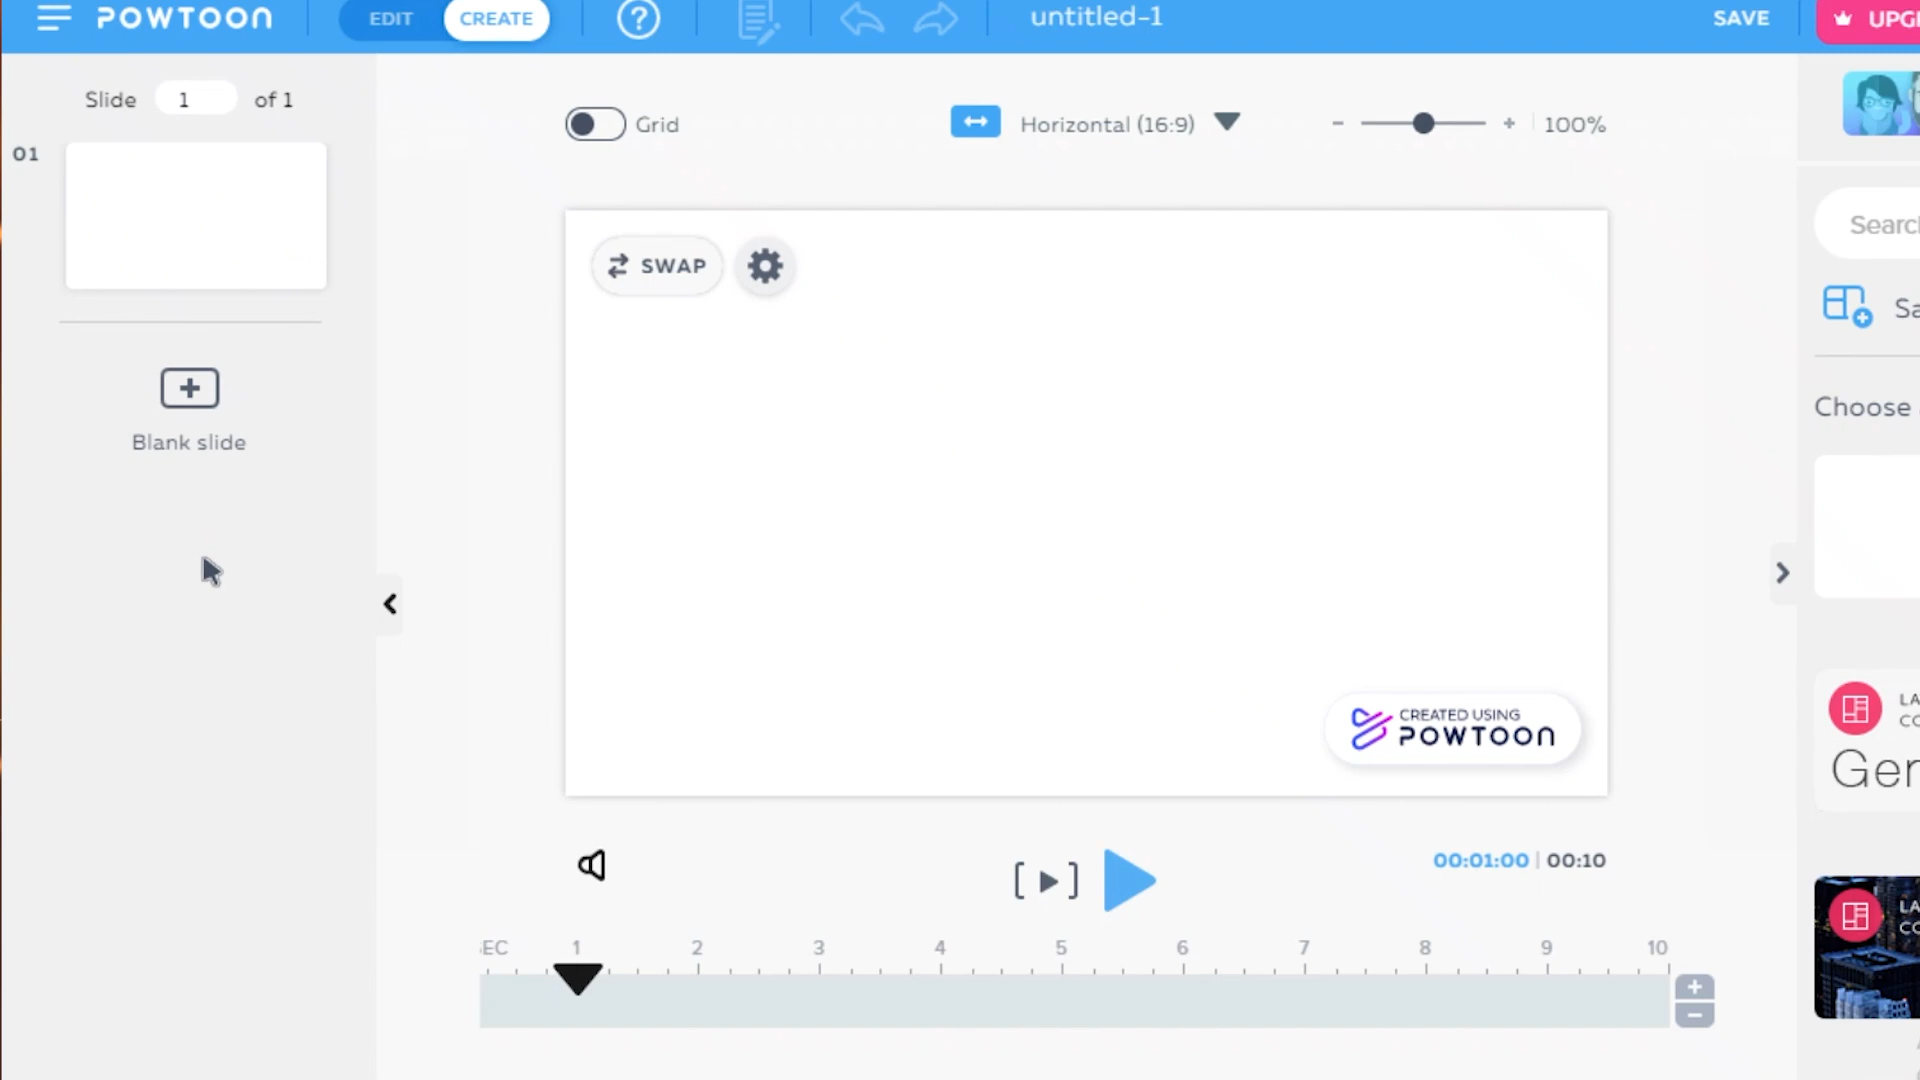 POWTOON
EDIT
CREATE
?
untitled-1
SAVE
Slide 1 of 1
Grid
Horizontal (16:9)
100%
01
SWAP
Blank slide
CREATED USING
POWTOON
00:01:00 | 00:10
1 2 3 4 5 6 7 8 9 10
Choose